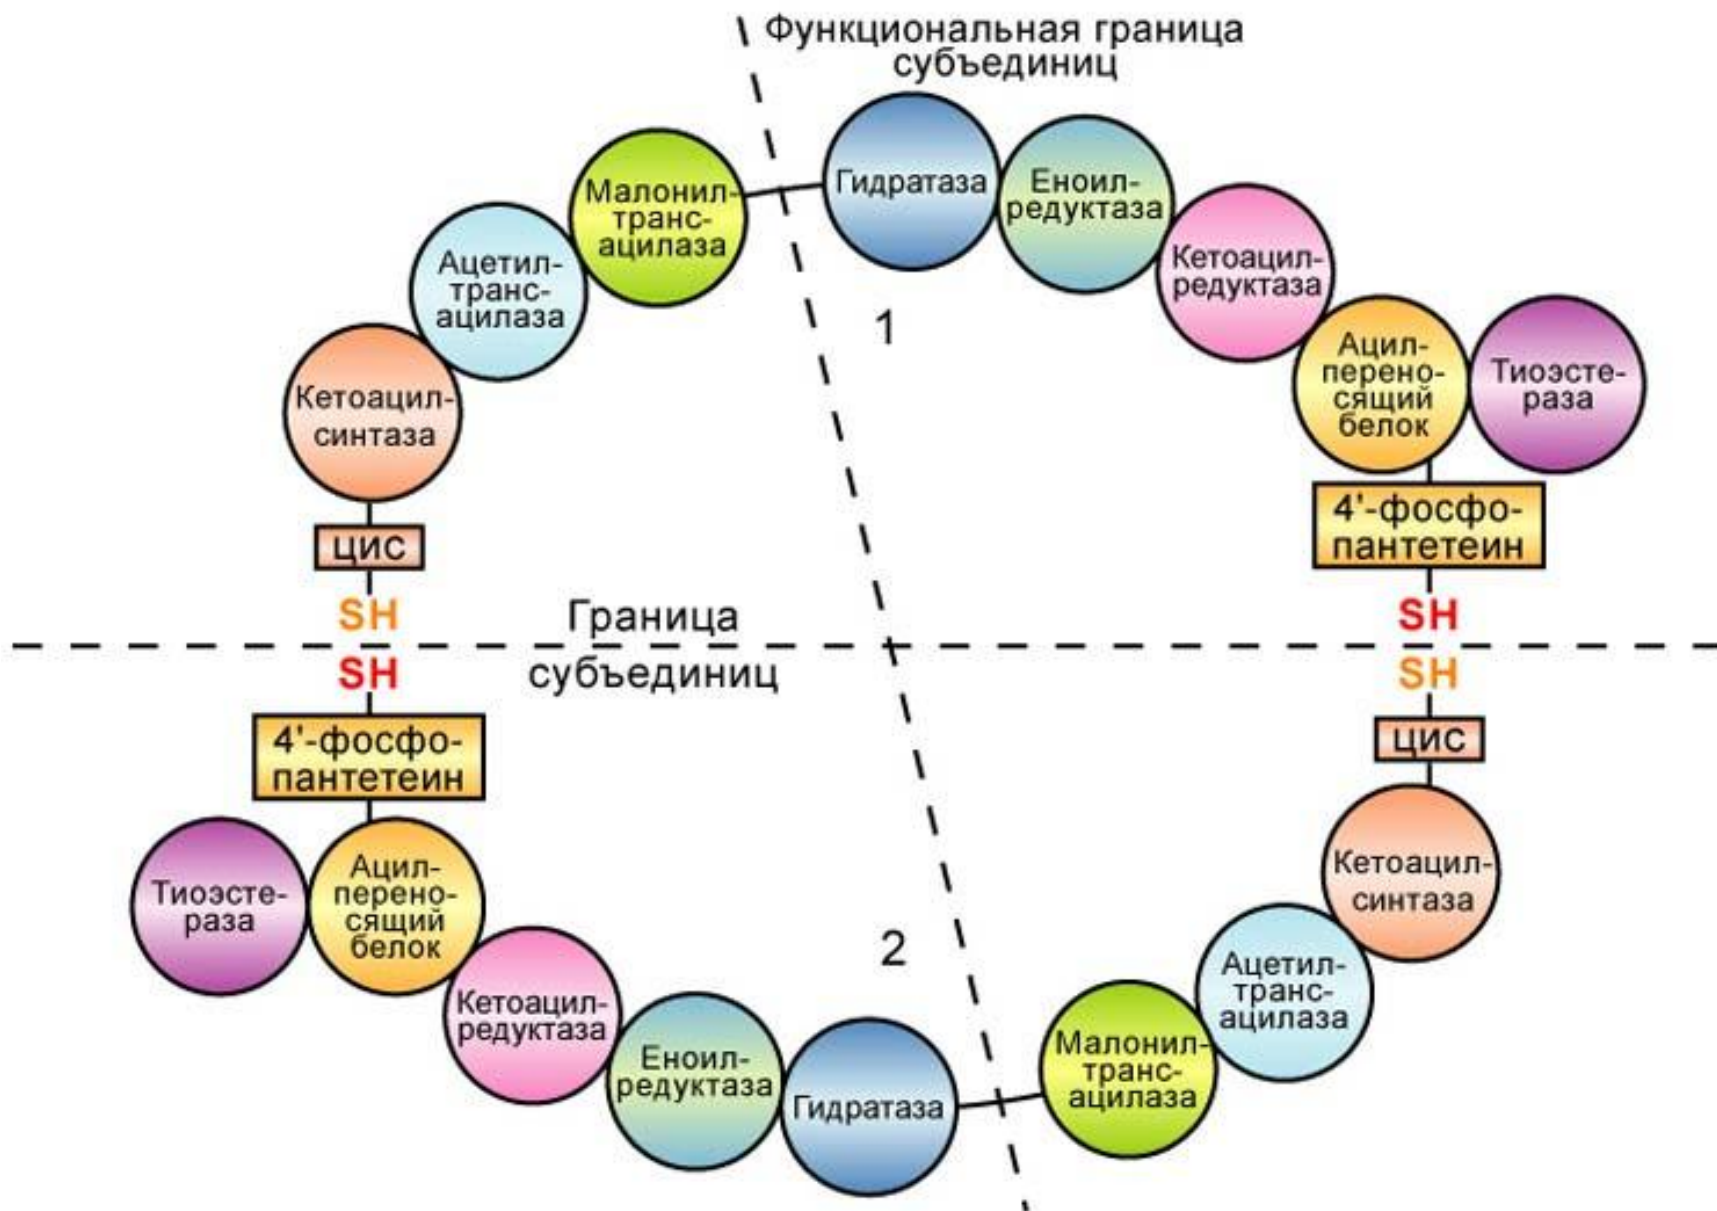 Функциональная граница
субъединиц
Гидратаза
Еноил-
редуктаза
Малонил-
транс-
ацилаза
Кетоацил-
редуктаза
Ацетил-
транс-
ацилаза
1
Ацил-
перено-
сящий
белок
Тиоэсте-
раза
Кетоацил-
синтаза
4'-фосфо-
пантетеин
ЦИС
SH
Граница
SH
SH
субъединиц
SH
4'-фосфо-
пантетеин
ЦИС
Тиоэсте-
раза
Ацил-
перено-
сящий
белок
Кетоацил-
синтаза
2
Кетоацил-
редуктаза
Ацетил-
транс-
ацилаза
Еноил-
редуктаза
Гидратаза
Малонил-
транс-
ацилаза